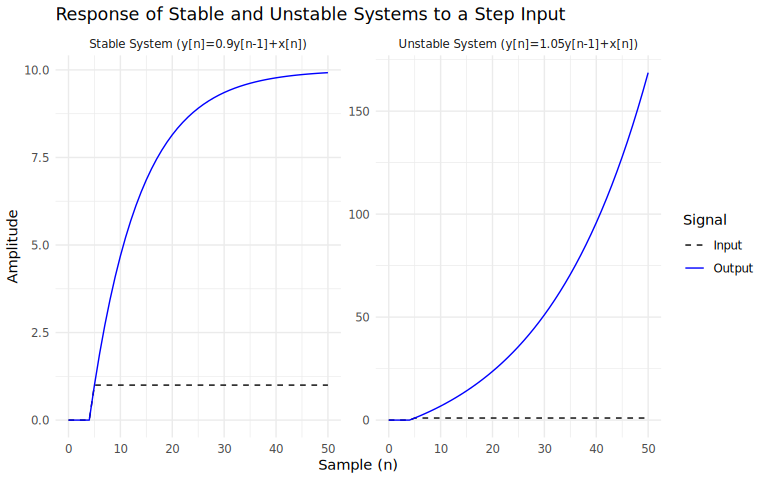 Response of Stable and Unstable Systems to a Step Input
Stable System (y[n]=0.9y[n-1]+x[n])
Unstable System (y[n]=1.05y[n-1]+x[n])
Amplitude
10.0
7.5
5.0
2.5
0.0
0 10 20 30 40 50
150
100
50
0
0 10 20 30 40 50
Sample (n)
Signal
Input
Output